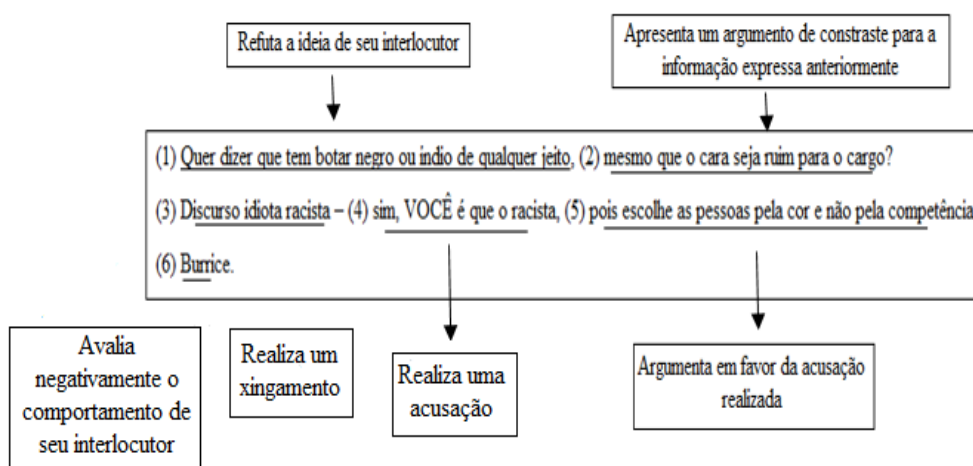 Refuta a ideia de seu interlocutor
Apresenta um argumento de constraste para a
informação expressa anteriormente
(1) Quer dizer que tem botar negro ou índio de qualquer jeito, (2) mesmo que o cara seja ruim para o cargo?
(3) Discurso idiota racista – (4) sim, VOCÊ é que o racista, (5) pois escolhe as pessoas pela cor e não pela competência
(6) Burrice.
Avalia
negativamente o
comportamento de
seu interlocutor
Realiza um
xingamento
Realiza uma
acusação
Argumenta em favor da acusação
realizada